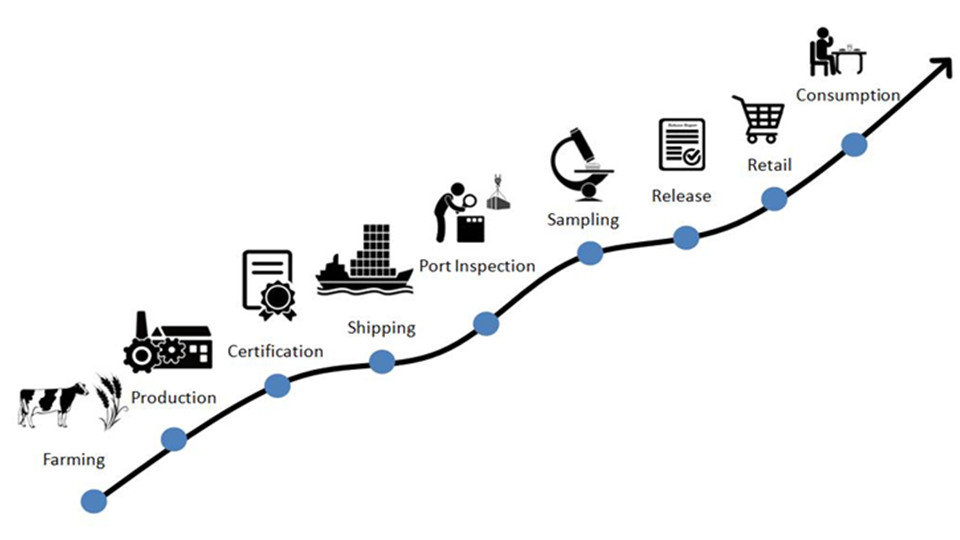 Farming
Production
Certification
Shipping
Port Inspection
Sampling
Release
Retail
Consumption